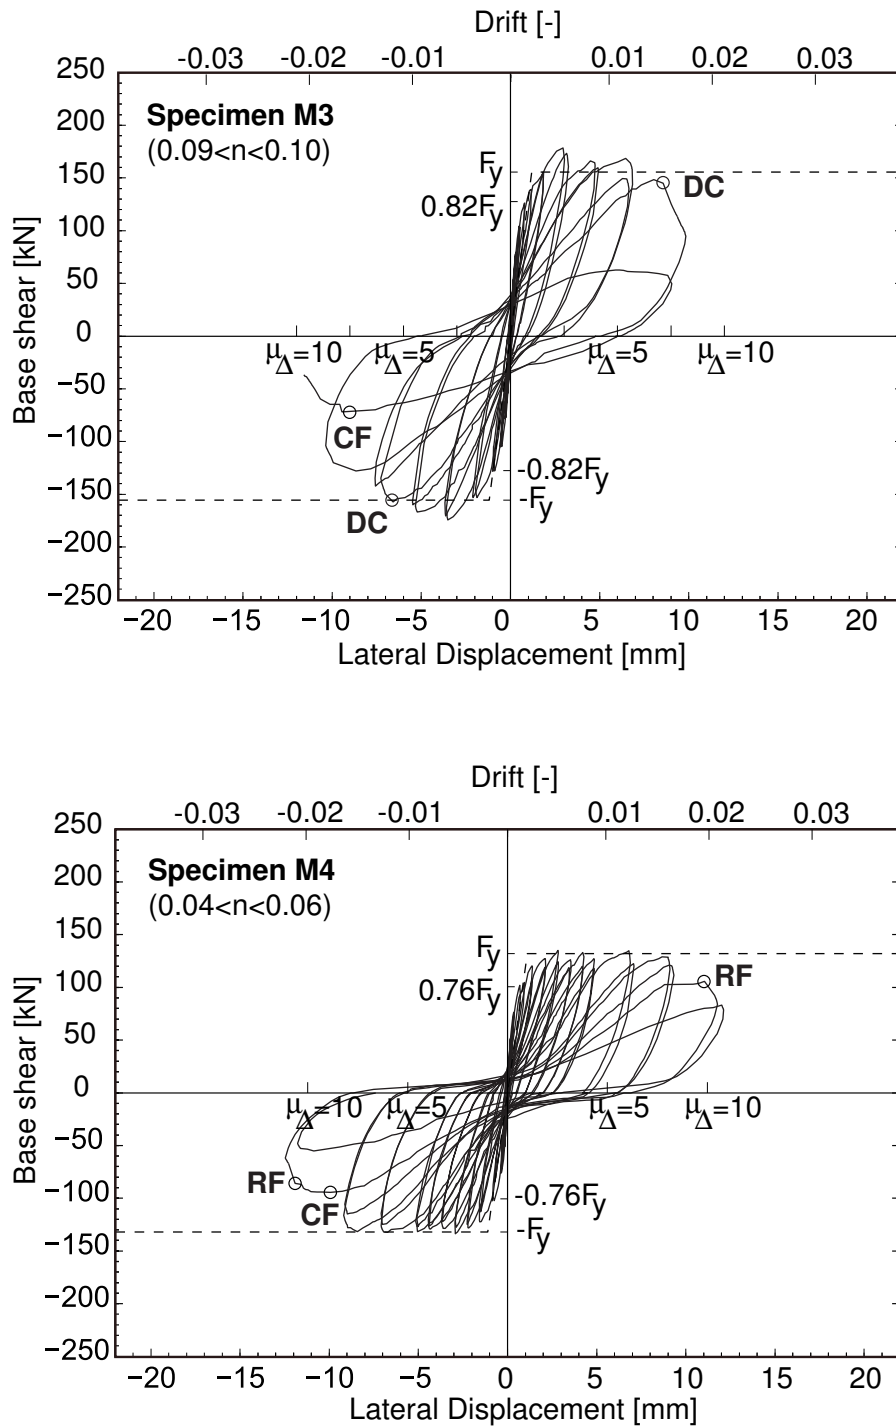 Drift [-]
-0.03 -0.02 -0.01 0 0.01 0.02 0.03
250
Specimen M3
200
(0.09<n<0.10)
Fy
150
DC
0.82Fy
100
50
0
μΔ=10 μΔ=5 μΔ=5 μΔ=10
−50
CF
−100
-0.82Fy
−150
-Fy
DC
−200
−250
Base shear [kN]
−20 −15 −10 −5 0 5 10 15 20
Lateral Displacement [mm]
Drift [-]
-0.03 -0.02 -0.01 0 0.01 0.02 0.03
250
Specimen M4
200
(0.04<n<0.06)
150
Fy
RF
100
0.76Fy
50
0
μΔ=10 μΔ=5 μΔ=5 μΔ=10
−50
RF
−100
-0.76Fy
CF
-Fy
−150
−200
−250
Base shear [kN]
−20 −15 −10 −5 0 5 10 15 20
Lateral Displacement [mm]